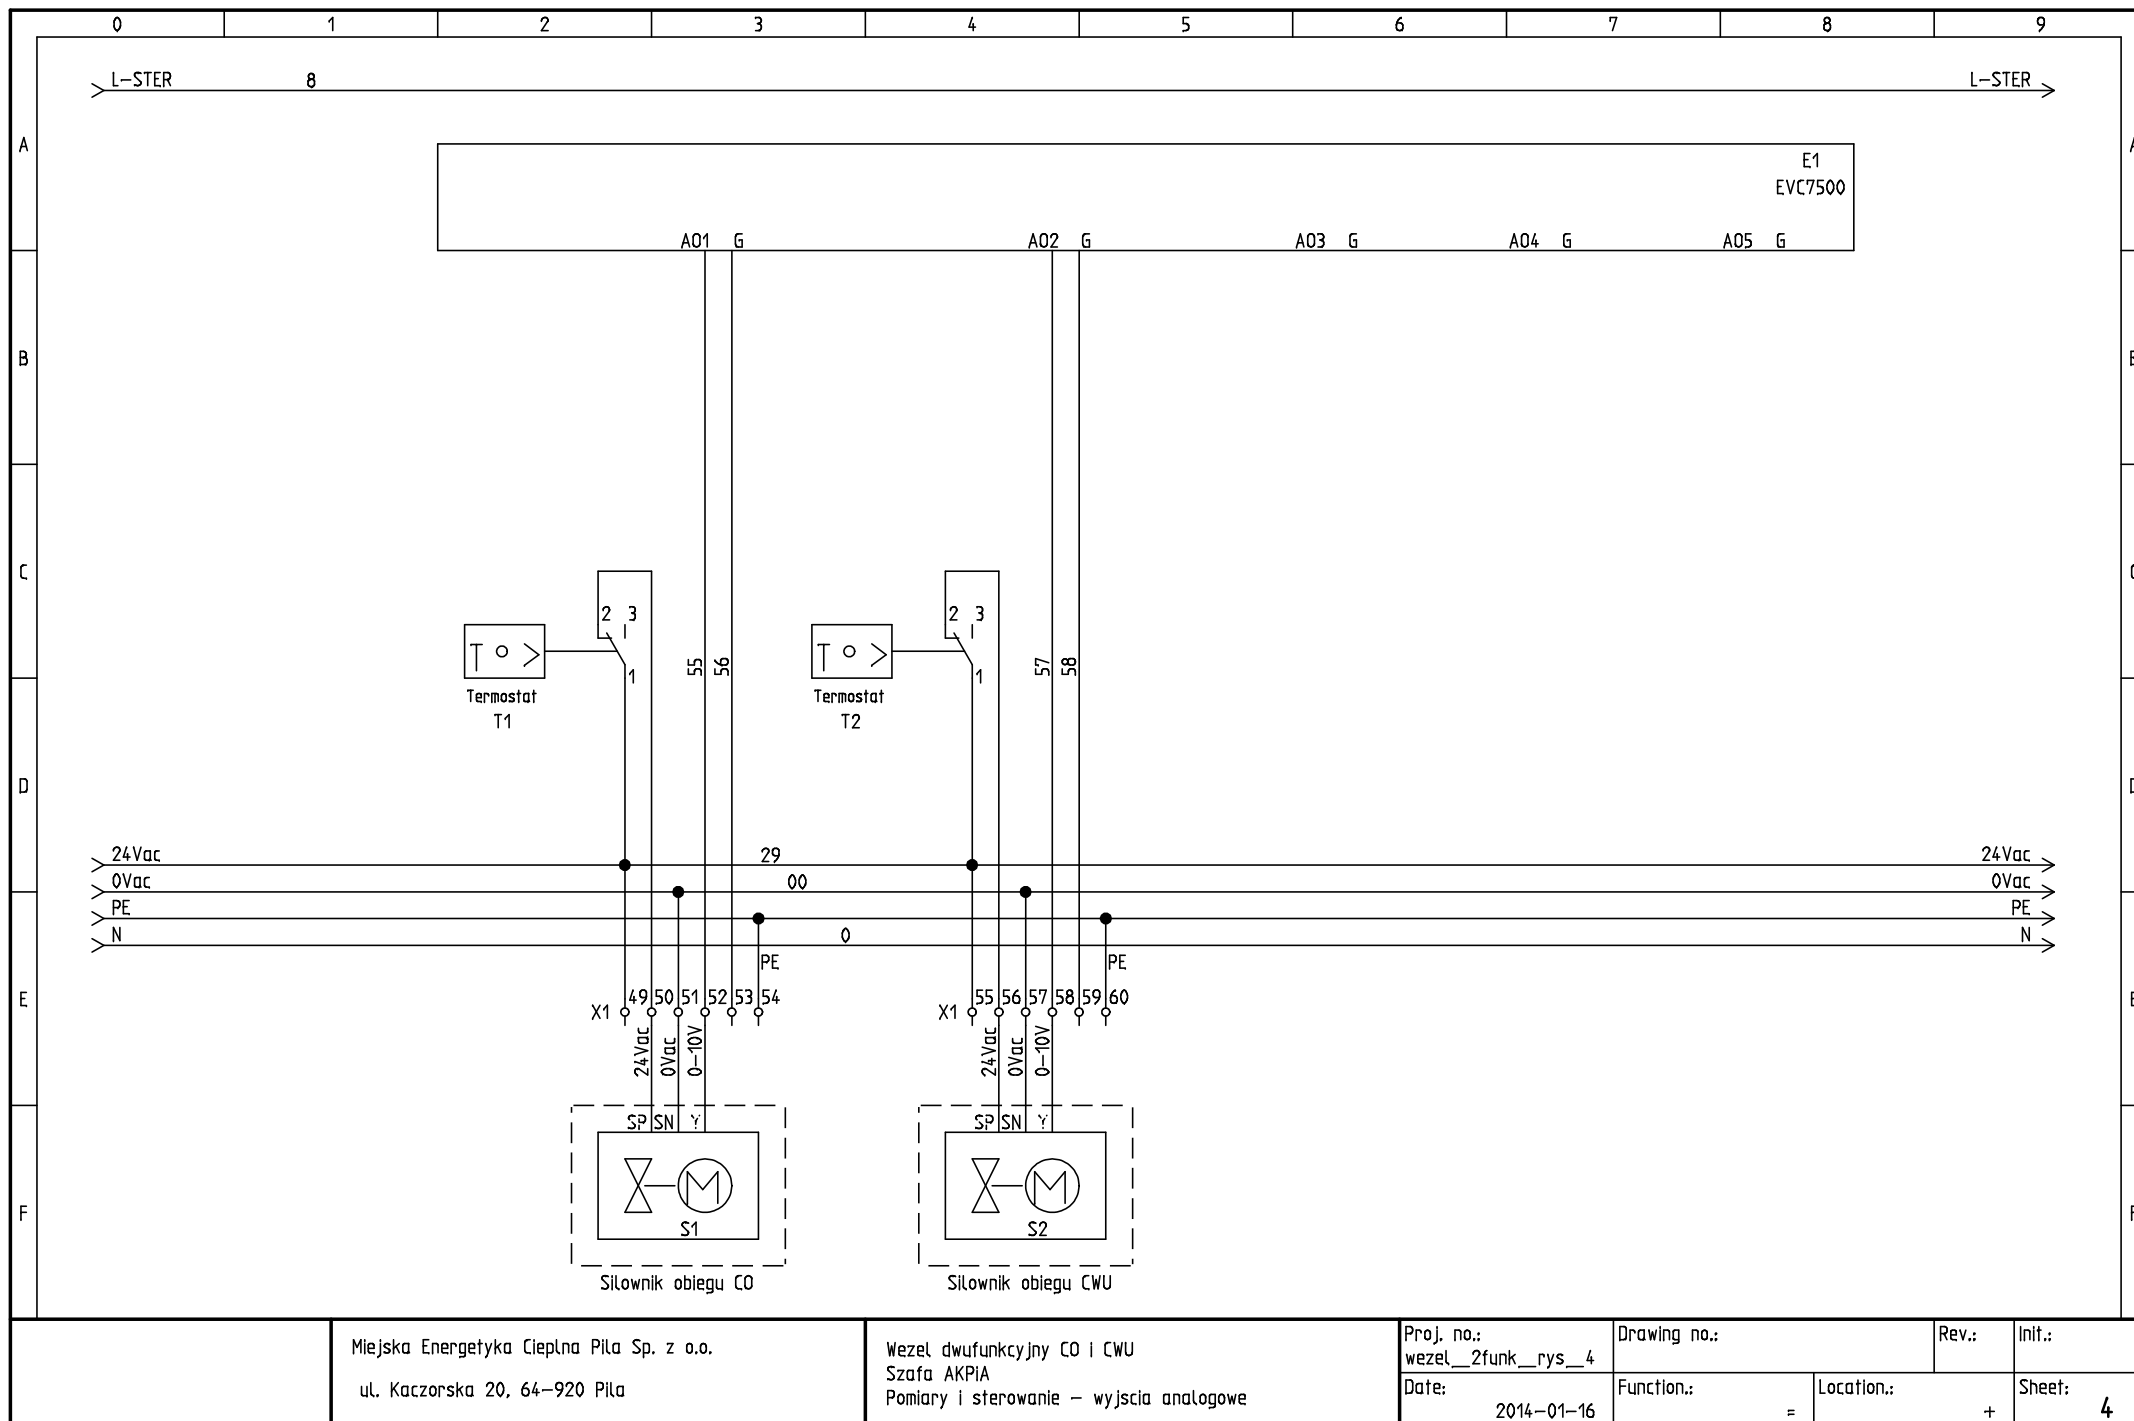 0 1 2 3 4 5 6 7 8 9
L-STER 8 L-STER
A A
E1
EVC7500
AO1 G AO2 G AO3 G AO4 G AO5 G
B
C
2 3 2 3
1 1
55 56 57 58
Termostat Termostat
T1 T2
D
24Vac 29 24Vac
0Vac 00 0Vac
PE PE
N 0 N
PE PE
E
X1 49 50 51 52 53 54 X1 55 56 57 58 59 60
24Vac 0Vac 0-10V 24Vac 0Vac 0-10V
SP SN Y SP SN Y
T O > T O >
M M
F
S1 S2
Silownik obiegu CO Silownik obiegu CWU
Miejska Energetyka Cieplna Pila Sp. z o.o.
ul. Kaczorska 20, 64-920 Pila
Wezel dwufunkcyjny CO i CWU
Szafa AKPiA
Pomiary i sterowanie - wyjscia analogowe
Proj. no.: Drawing no.: Rev.: Init.:
wezel__2funk__rys__4
Date: Function.: Location.: Sheet:
2014-01-16 = + 4